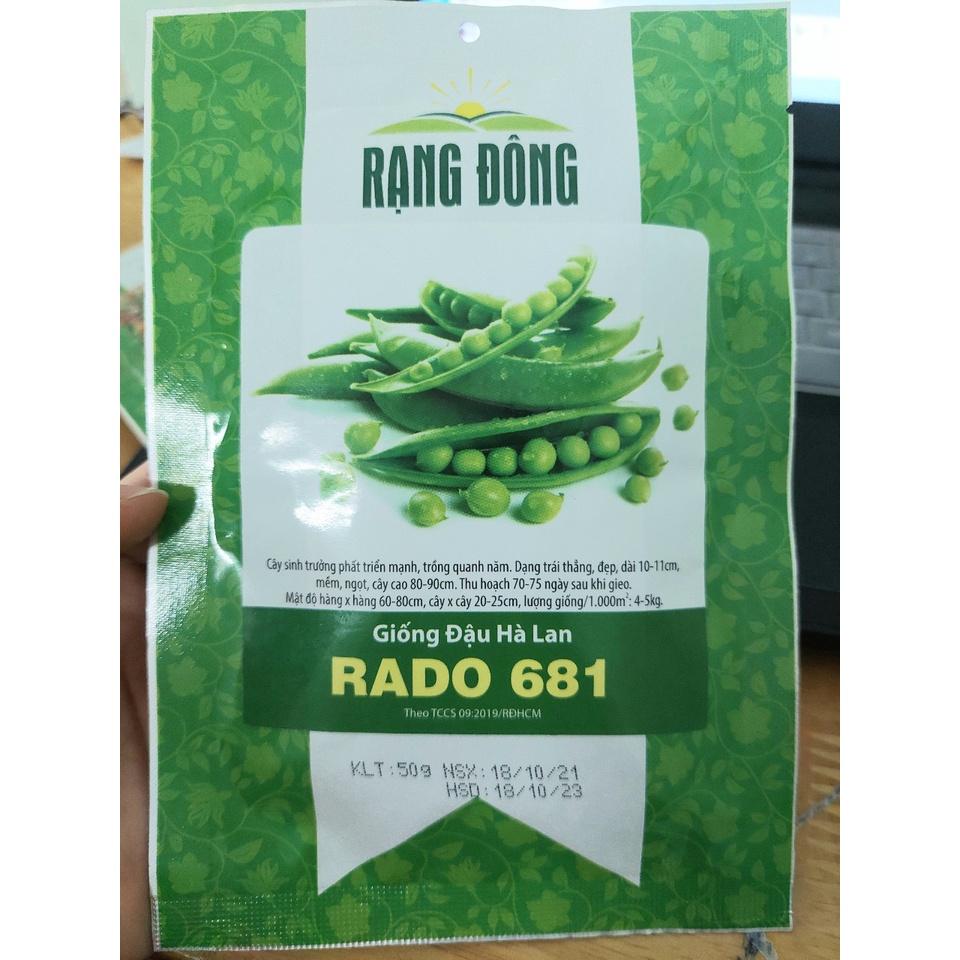 RẠNG ĐÔNG
Cây sinh trưởng phát triển mạnh, trồng quanh năm. Dạng trái thẳng, đẹp, dài 10-11cm,
mềm, ngọt, cây cao 80-90cm. Thu hoạch 70-75 ngày sau khi gieo.
Mật độ hàng x hàng 60-80cm, cây x cây 20-25cm, lượng giống/1.000m²: 4-5kg.
Giống Đậu Hà Lan
RADO 681
Theo TCCS 09:2019/RĐHCM
KLT:50g NSX:18/10/21
HSD:18/10/23